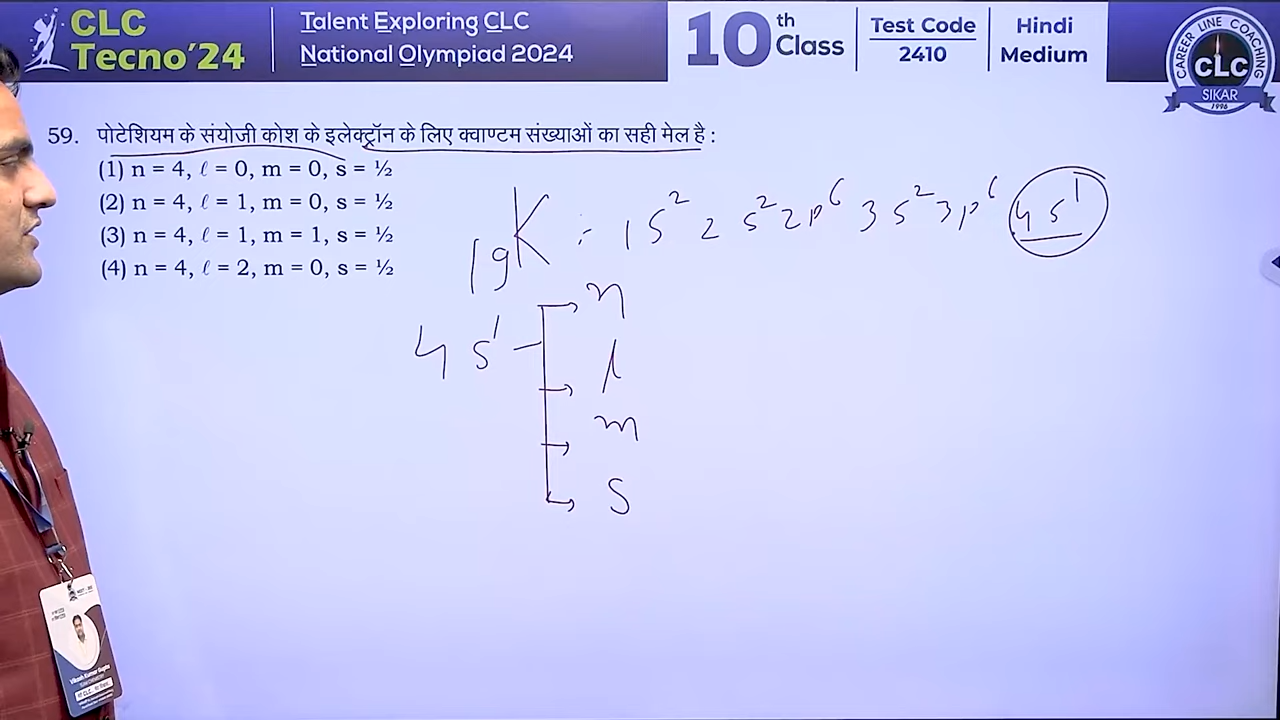 CLC
Tecno'24
Talent Exploring CLC
National Olympiad 2024
10th Class
Test Code
2410
Hindi
Medium
CAREER LINE COACHING
CLC
SIKAR
1996
59. पोटेशियम के संयोजी कोश के इलेक्ट्रॉन के लिए क्वाण्टम संख्याओं का सही मेल है :
(1) n = 4, ℓ = 0, m = 0, s = ½
(2) n = 4, ℓ = 1, m = 0, s = ½
(3) n = 4, ℓ = 1, m = 1, s = ½
(4) n = 4, ℓ = 2, m = 0, s = ½
19K :- 1s² 2s² 2p⁶ 3s² 3p⁶ 4s¹
4s¹
n
l
m
s
Vikash Kumar Gupta